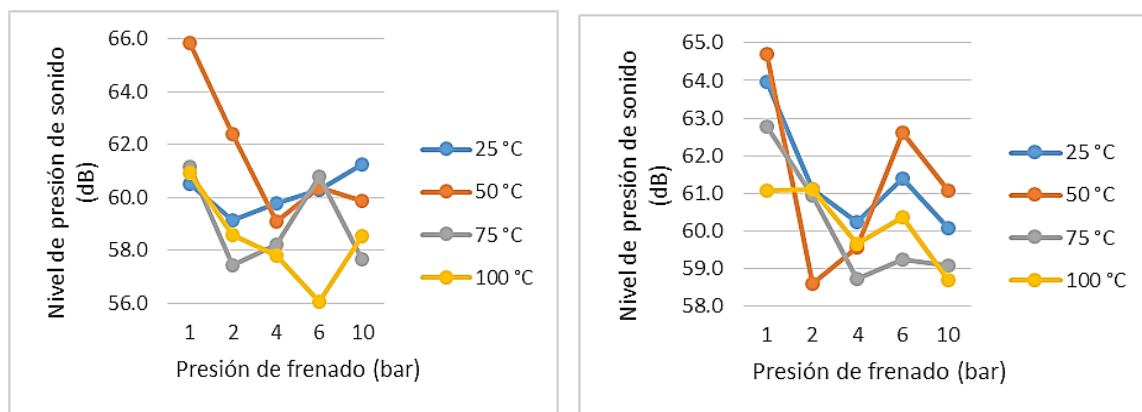 Nivel de presión de sonido
(dB)
66.0
64.0
62.0
60.0
58.0
56.0
1 2 4 6 10
Presión de frenado (bar)
25 °C
50 °C
75 °C
100 °C
Nivel de presión de sonido
(dB)
65.0
64.0
63.0
62.0
61.0
60.0
59.0
58.0
1 2 4 6 10
Presión de frenado (bar)
25 °C
50 °C
75 °C
100 °C